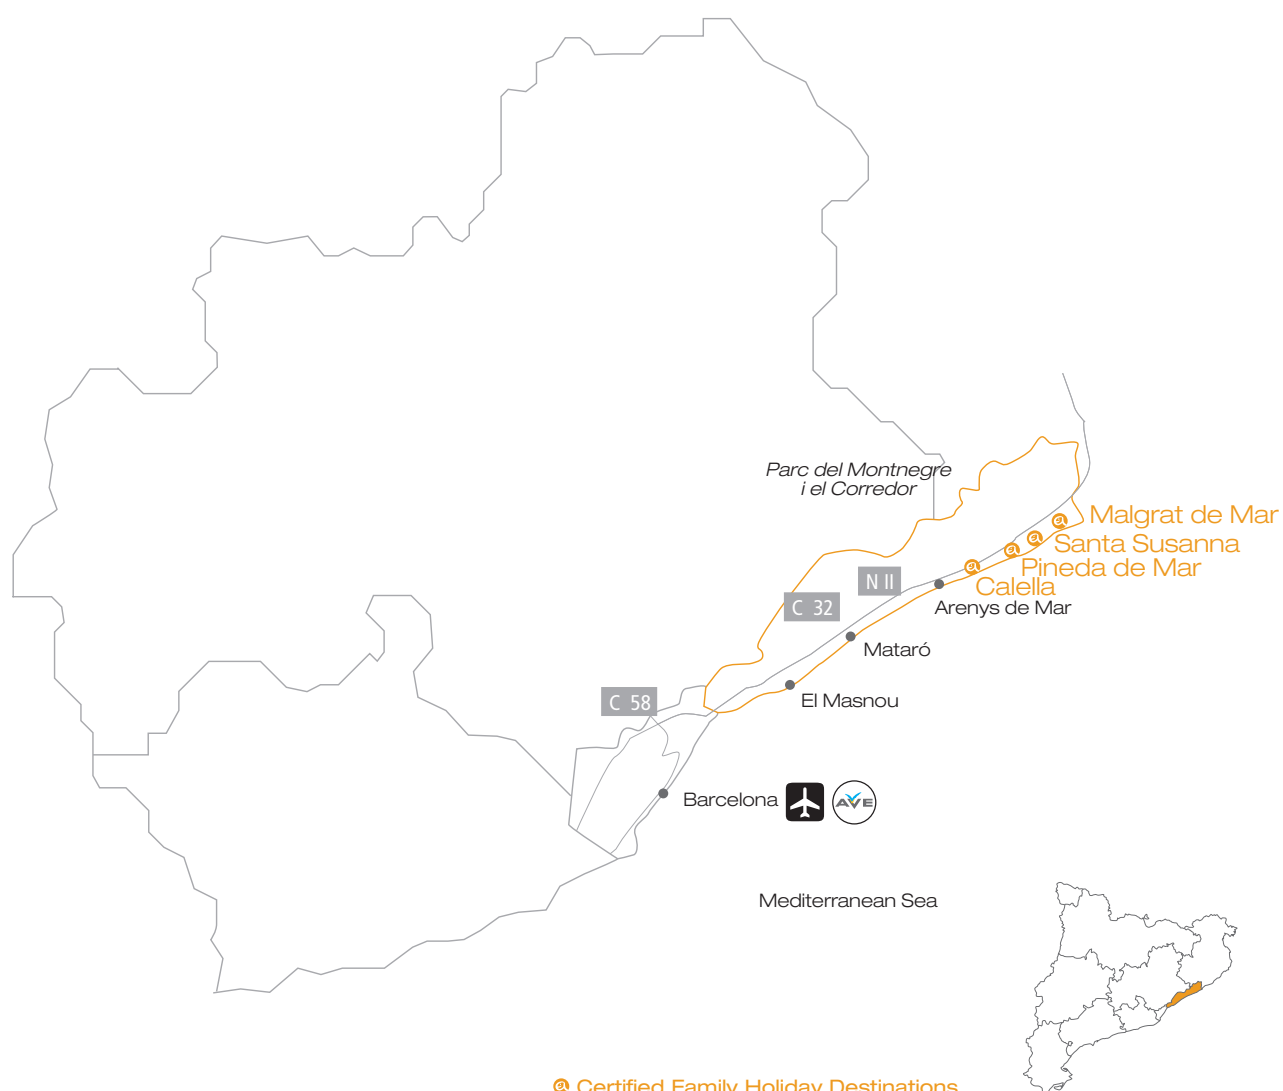 Parc del Montnegre
i el Corredor
Malgrat de Mar
Santa Susanna
Pineda de Mar
Calella
N II
C 32
Arenys de Mar
Mataró
El Masnou
C 58
Barcelona
AVE
Mediterranean Sea
Certified Family Holiday Destinations